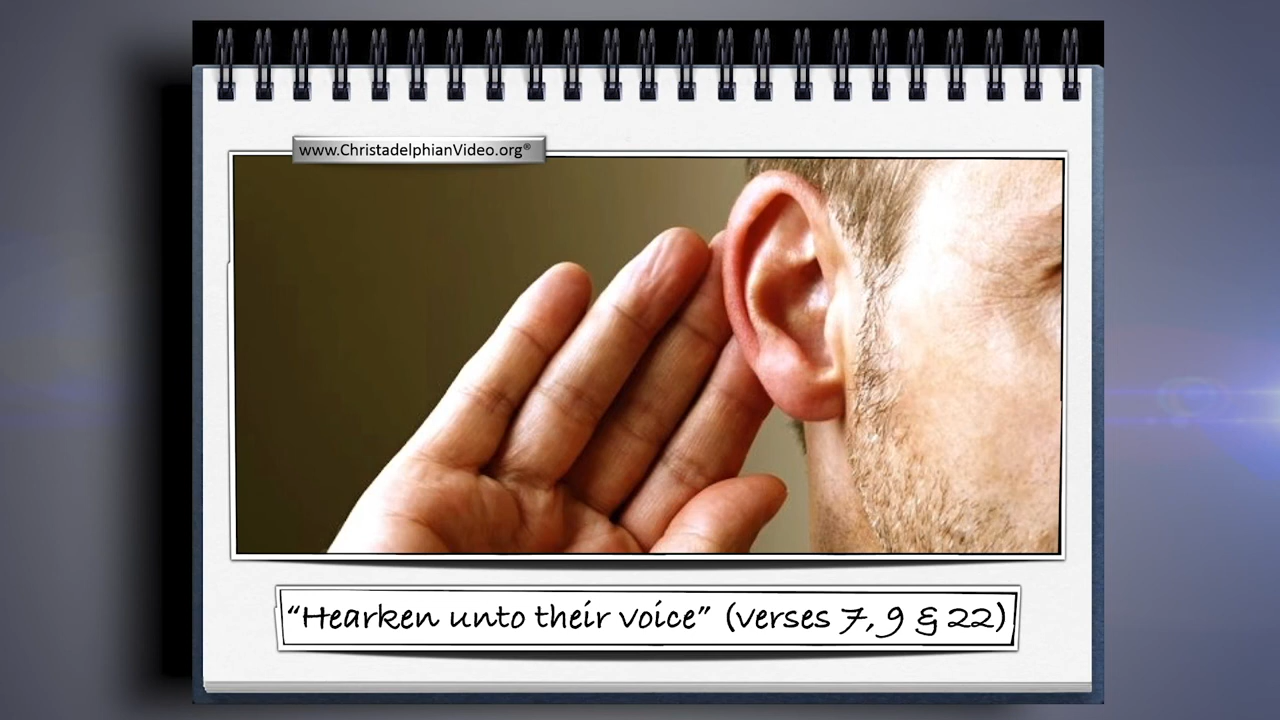 www.ChristadelphianVideo.org®
“Hearken unto their voice” (verses 7, 9 & 22)